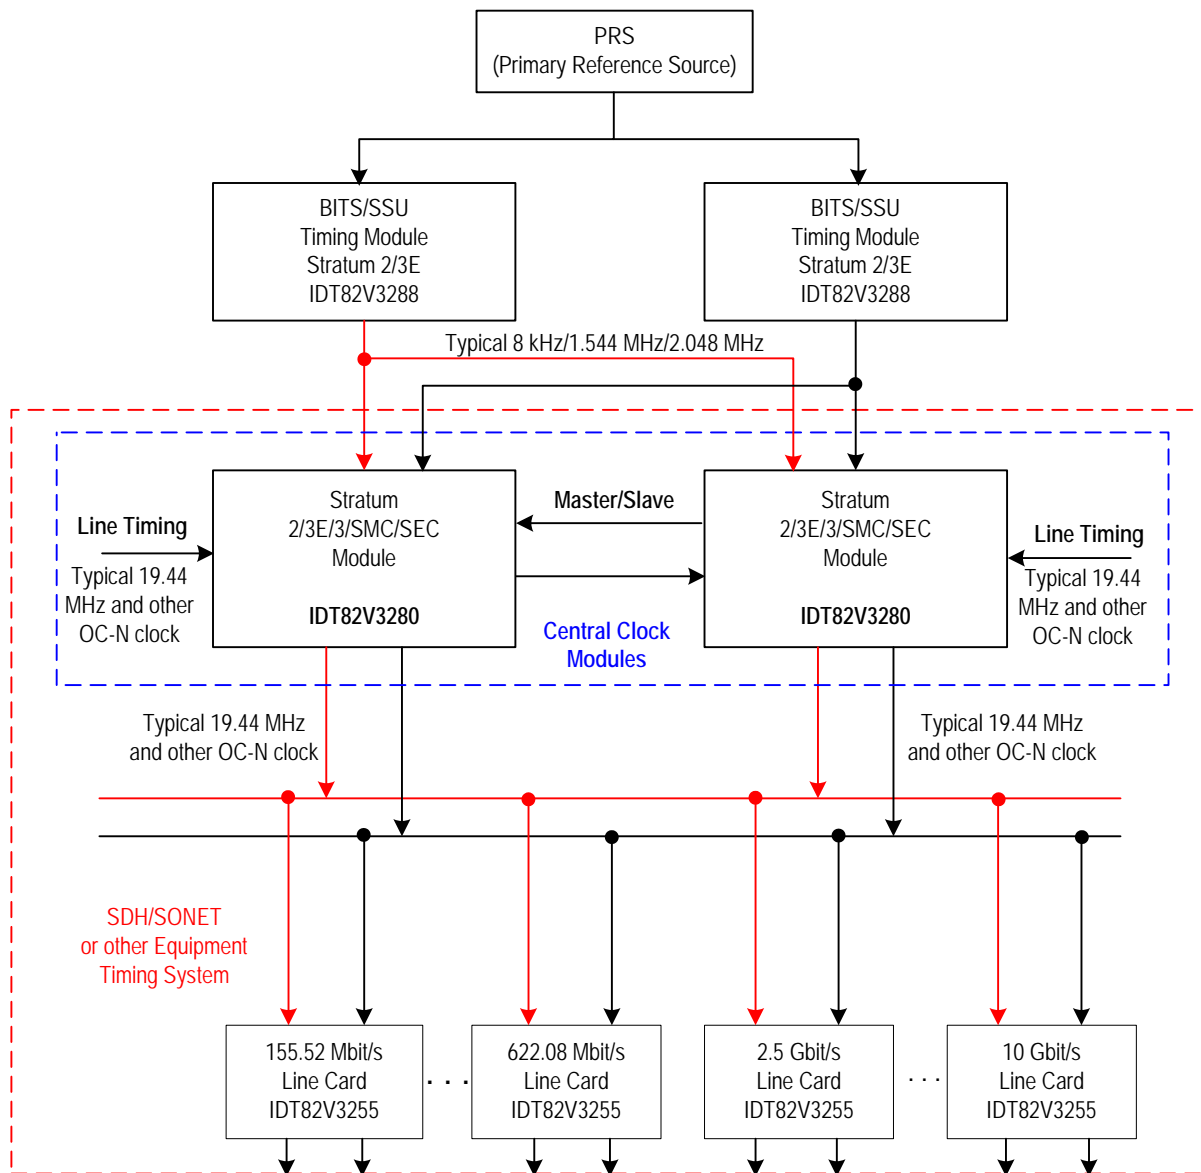 PRS
(Primary Reference Source)
BITS/SSU
Timing Module
Stratum 2/3E
IDT82V3288
BITS/SSU
Timing Module
Stratum 2/3E
IDT82V3288
Typical 8 kHz/1.544 MHz/2.048 MHz
Line Timing
Typical 19.44
MHz and other
OC-N clock
Stratum
2/3E/3/SMC/SEC
Module
IDT82V3280
Master/Slave
Central Clock
Modules
Stratum
2/3E/3/SMC/SEC
Module
IDT82V3280
Line Timing
Typical 19.44
MHz and other
OC-N clock
Typical 19.44 MHz
and other OC-N clock
Typical 19.44 MHz
and other OC-N clock
SDH/SONET
or other Equipment
Timing System
155.52 Mbit/s
Line Card
IDT82V3255
. . .
622.08 Mbit/s
Line Card
IDT82V3255
2.5 Gbit/s
Line Card
IDT82V3255
. . .
10 Gbit/s
Line Card
IDT82V3255